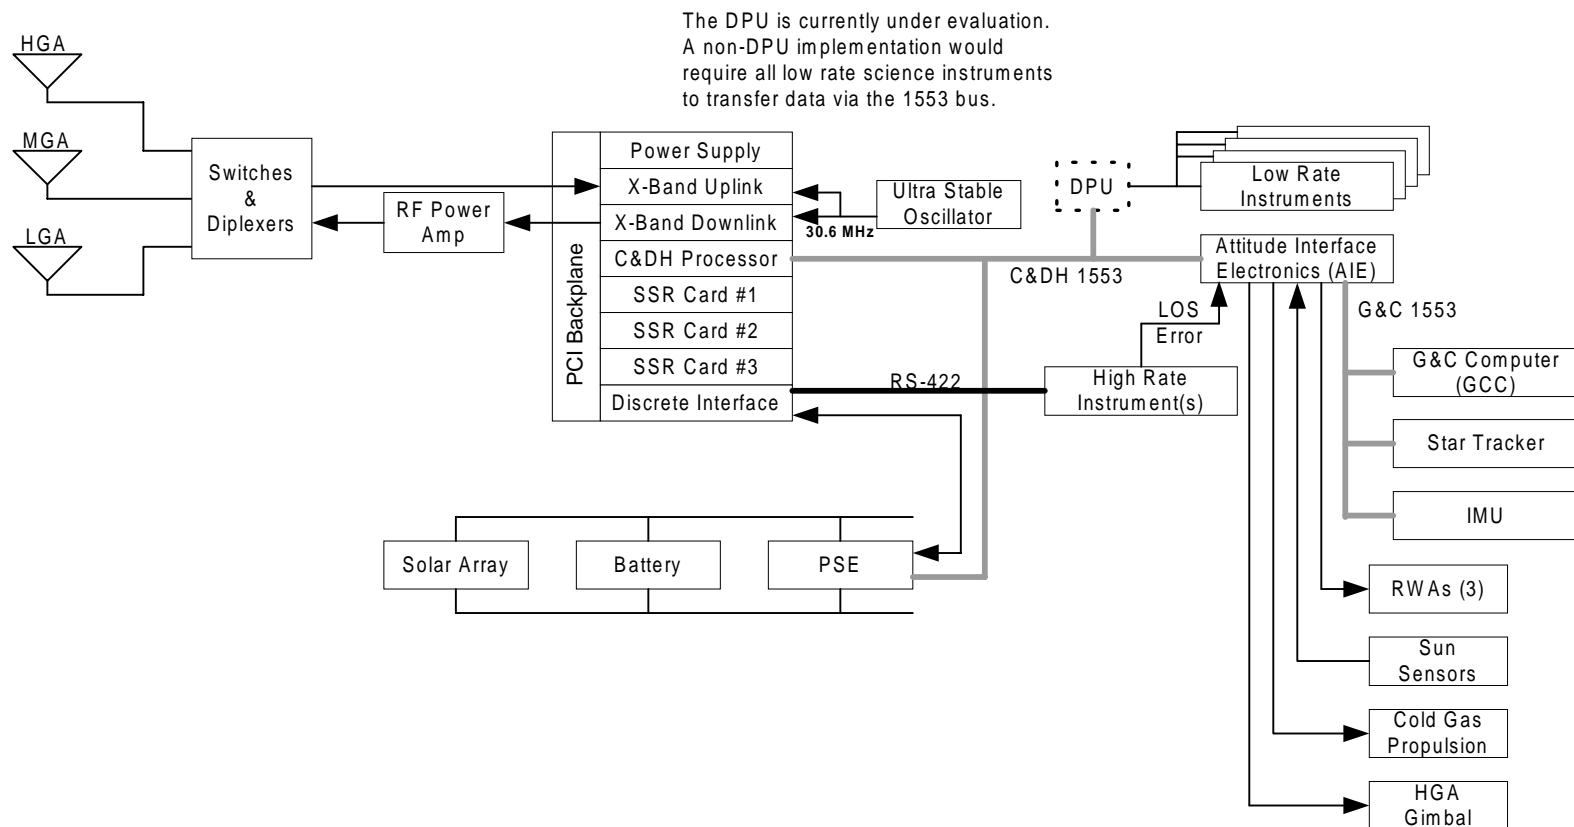 The DPU is currently under evaluation.
A non-DPU implementation would
require all low rate science instruments
to transfer data via the 1553 bus.
HGA
MGA
LGA
Switches
&
Diplexers
RF Power
Amp
PCI Backplane
Power Supply
X-Band Uplink
X-Band Downlink
C&DH Processor
SSR Card #1
SSR Card #2
SSR Card #3
Discrete Interface
Ultra Stable
Oscillator
30.6 MHz
DPU
Low Rate
Instruments
C&DH 1553
Attitude Interface
Electronics (AIE)
LOS
Error
G&C 1553
RS-422
High Rate
Instrument(s)
G&C Computer
(GCC)
Star Tracker
IMU
Solar Array
Battery
PSE
RWAs (3)
Sun
Sensors
Cold Gas
Propulsion
HGA
Gimbal